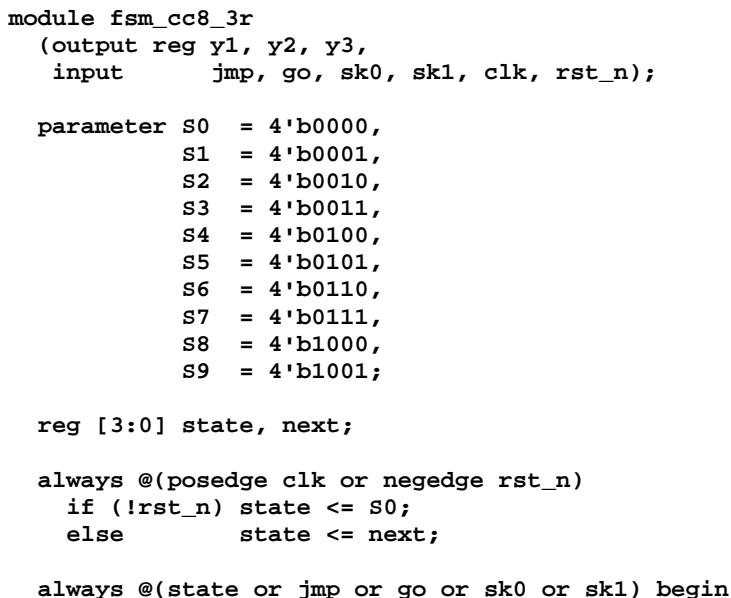 module fsm_cc8_3r
  (output reg y1, y2, y3,
   input      jmp, go, sk0, sk1, clk, rst_n);
  parameter S0  = 4'b0000,
            S1  = 4'b0001,
            S2  = 4'b0010,
            S3  = 4'b0011,
            S4  = 4'b0100,
            S5  = 4'b0101,
            S6  = 4'b0110,
            S7  = 4'b0111,
            S8  = 4'b1000,
            S9  = 4'b1001;
  reg [3:0] state, next;
  always @(posedge clk or negedge rst_n)
    if (!rst_n) state <= S0;
    else        state <= next;
  always @(state or jmp or go or sk0 or sk1) begin